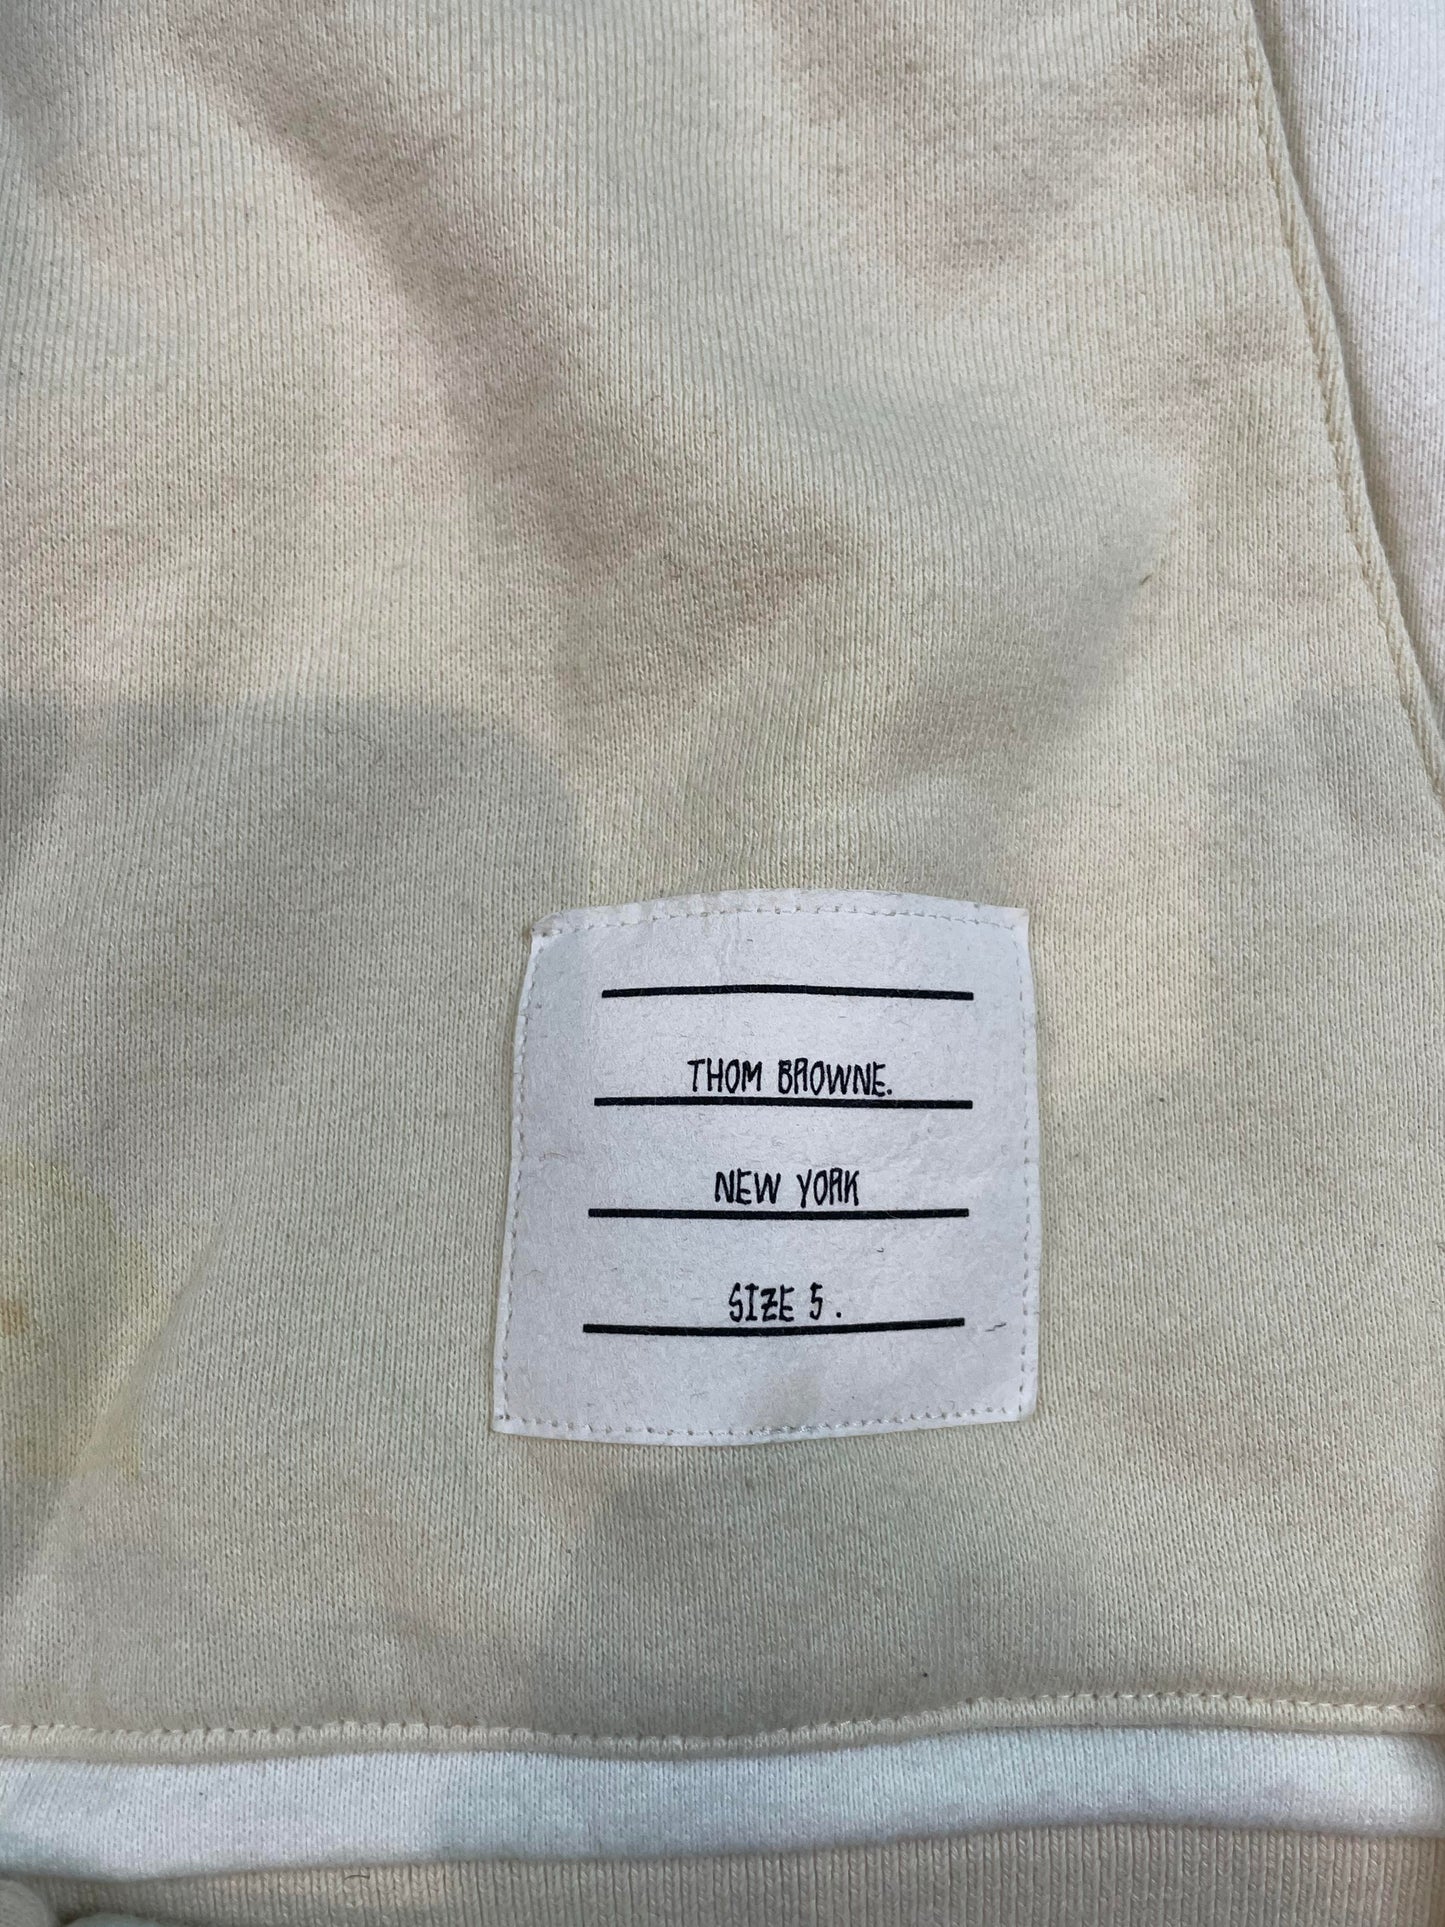 THOM BROWNE.
NEW YORK
SIZE 5.